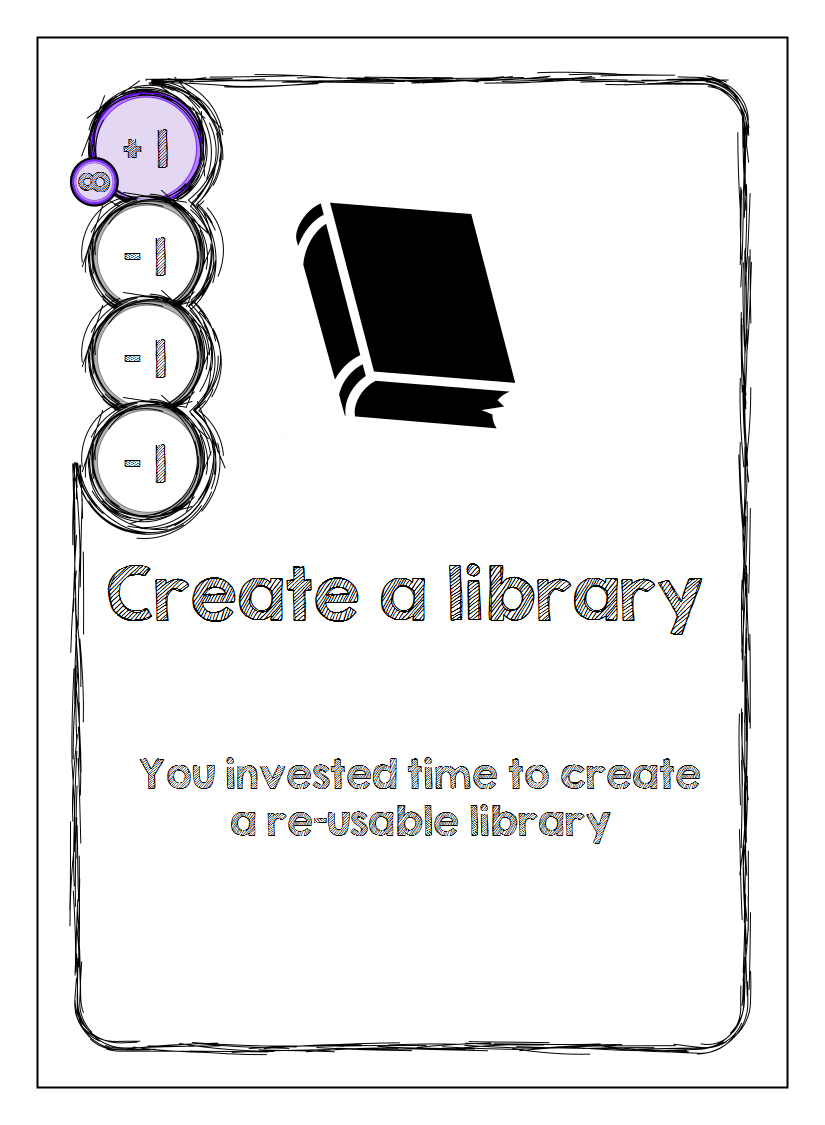 +1
∞
-1
-1
-1
Create a library
You invested time to create
a re-usable library